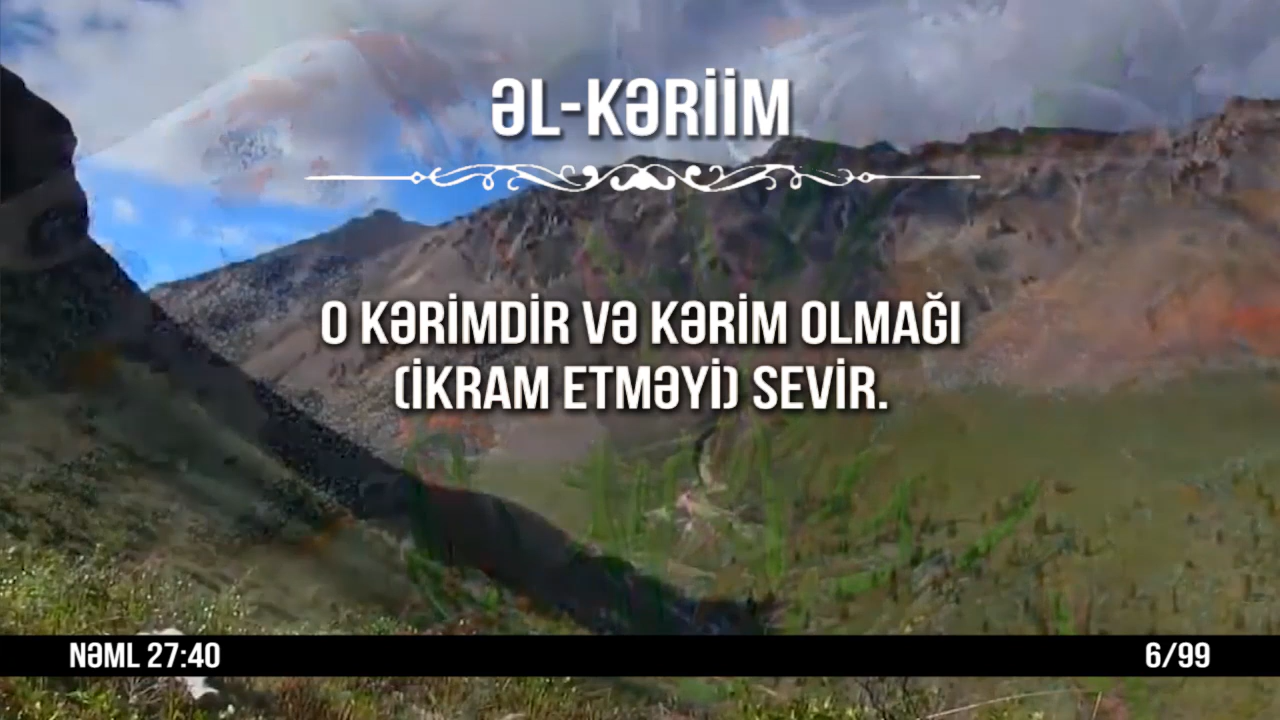 ƏL-KƏRİİM
O KƏRİMDİR VƏ KƏRİM OLMAĞI
(İKRAM ETMƏYİ) SEVİR.
NƏML 27:40
6/99